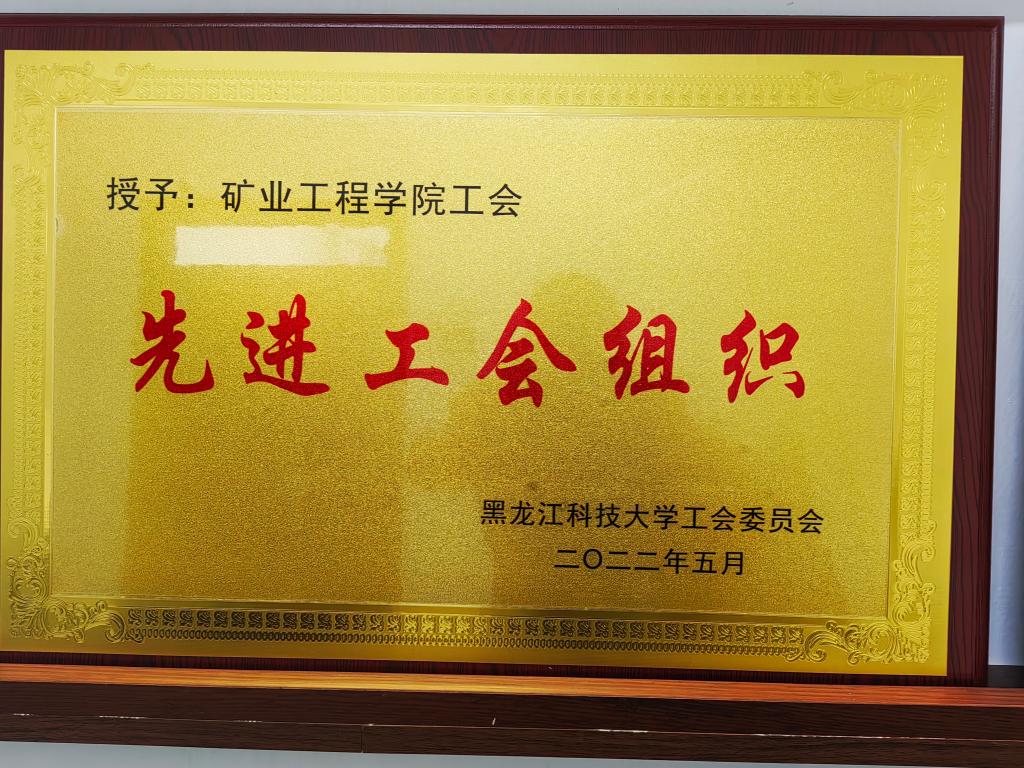 授予：矿业工程学院工会
先进工会组织
黑龙江科技大学工会委员会
二〇二二年五月